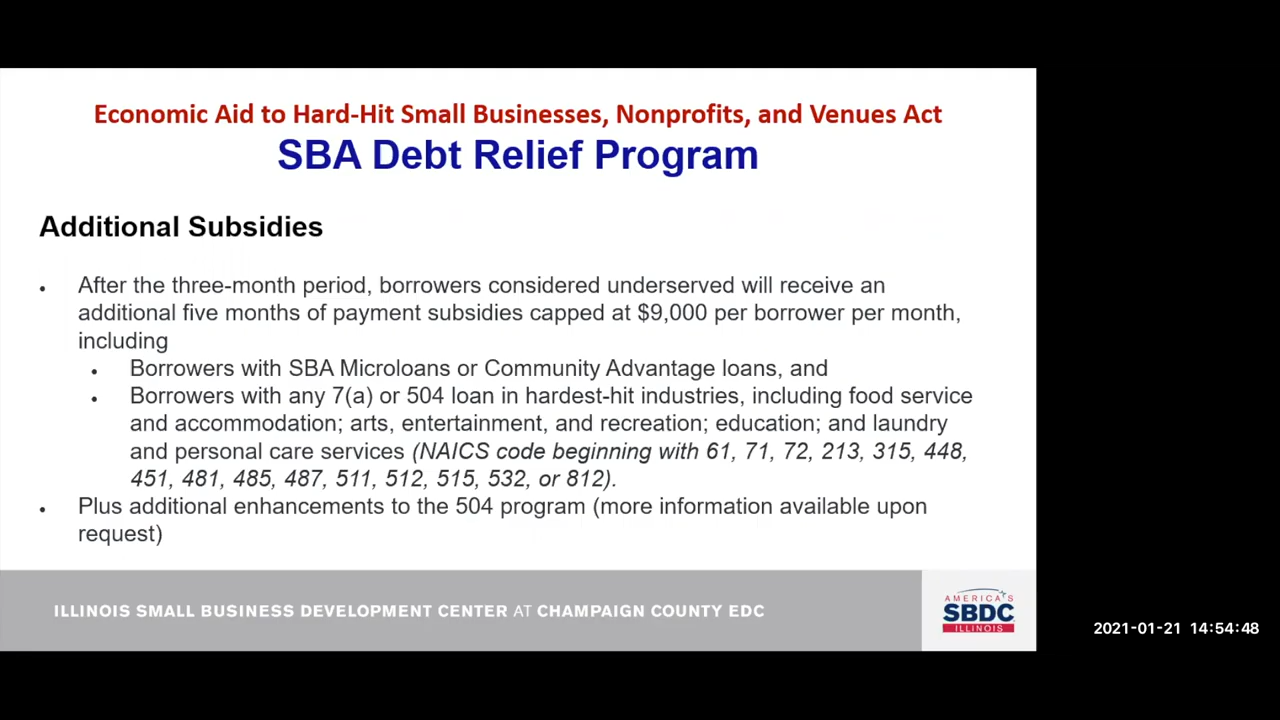 Economic Aid to Hard-Hit Small Businesses, Nonprofits, and Venues Act
SBA Debt Relief Program
Additional Subsidies
• After the three-month period, borrowers considered underserved will receive an
additional five months of payment subsidies capped at $9,000 per borrower per month,
including
• Borrowers with SBA Microloans or Community Advantage loans, and
• Borrowers with any 7(a) or 504 loan in hardest-hit industries, including food service
and accommodation; arts, entertainment, and recreation; education; and laundry
and personal care services (NAICS code beginning with 61, 71, 72, 213, 315, 448,
451, 481, 485, 487, 511, 512, 515, 532, or 812).
• Plus additional enhancements to the 504 program (more information available upon
request)
ILLINOIS SMALL BUSINESS DEVELOPMENT CENTER AT CHAMPAIGN COUNTY EDC
AMERICA'S
SBDC
ILLINOIS
2021-01-21 14:54:48